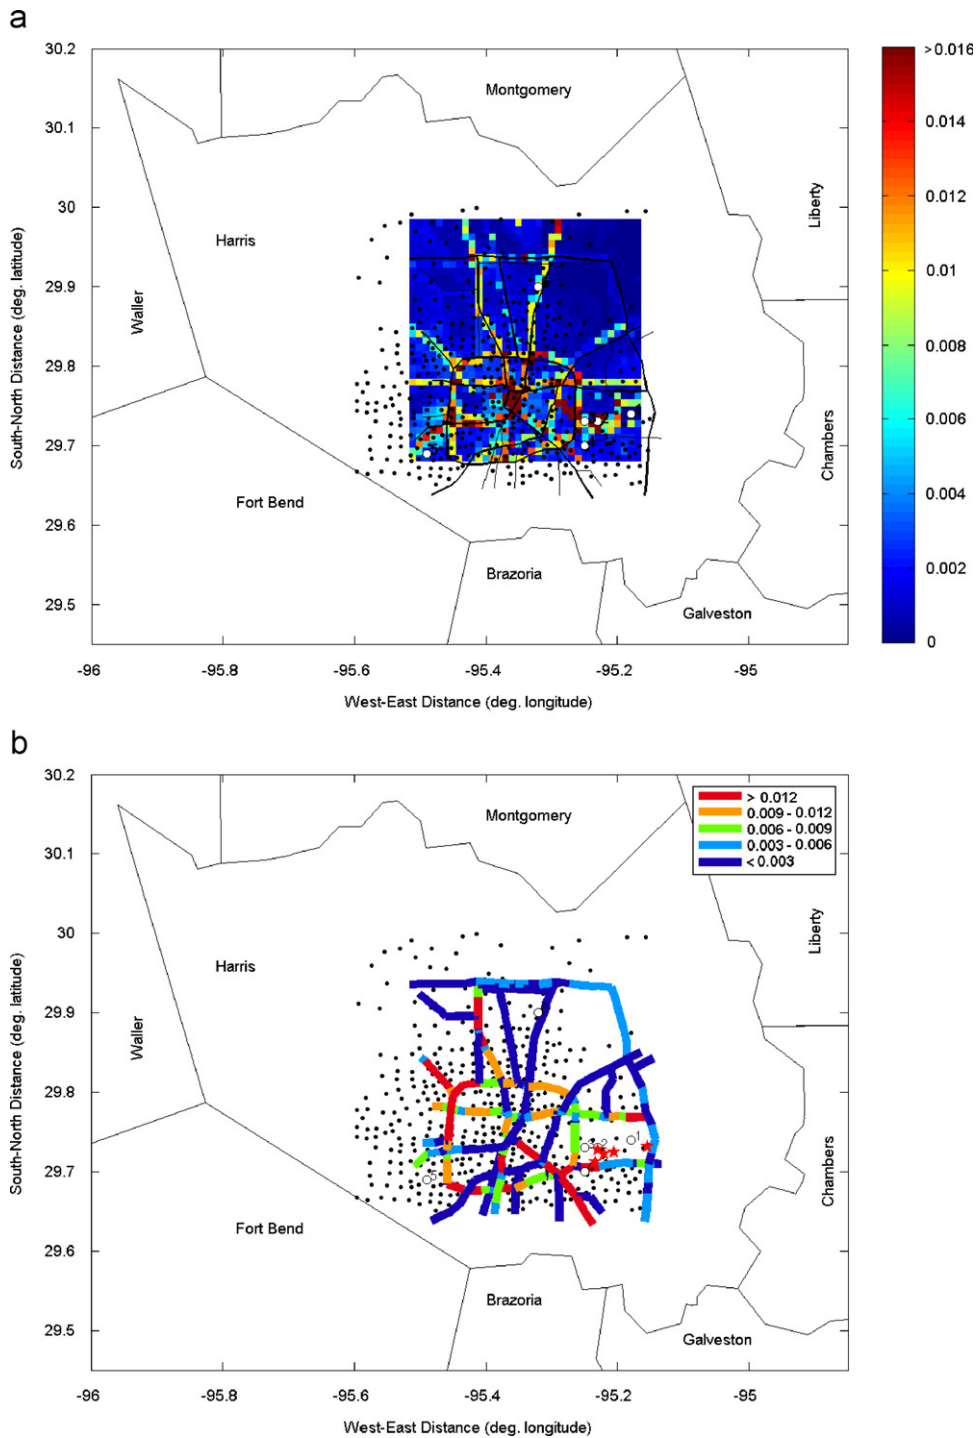 a
30.2
30.1
30
29.9
29.8
29.7
29.6
29.5
South-North Distance (deg. latitude)
-96
-95.8
-95.6
-95.4
-95.2
-95
West-East Distance (deg. longitude)
Montgomery
Harris
Liberty
Waller
Chambers
Fort Bend
Brazoria
Galveston
>0.016
0.014
0.012
0.01
0.008
0.006
0.004
0.002
0
b
30.2
30.1
30
29.9
29.8
29.7
29.6
29.5
South-North Distance (deg. latitude)
-96
-95.8
-95.6
-95.4
-95.2
-95
West-East Distance (deg. longitude)
> 0.012
0.009 - 0.012
0.006 - 0.009
0.003 - 0.006
< 0.003
Montgomery
Harris
Liberty
Waller
Chambers
Fort Bend
Brazoria
Galveston
1
2
5